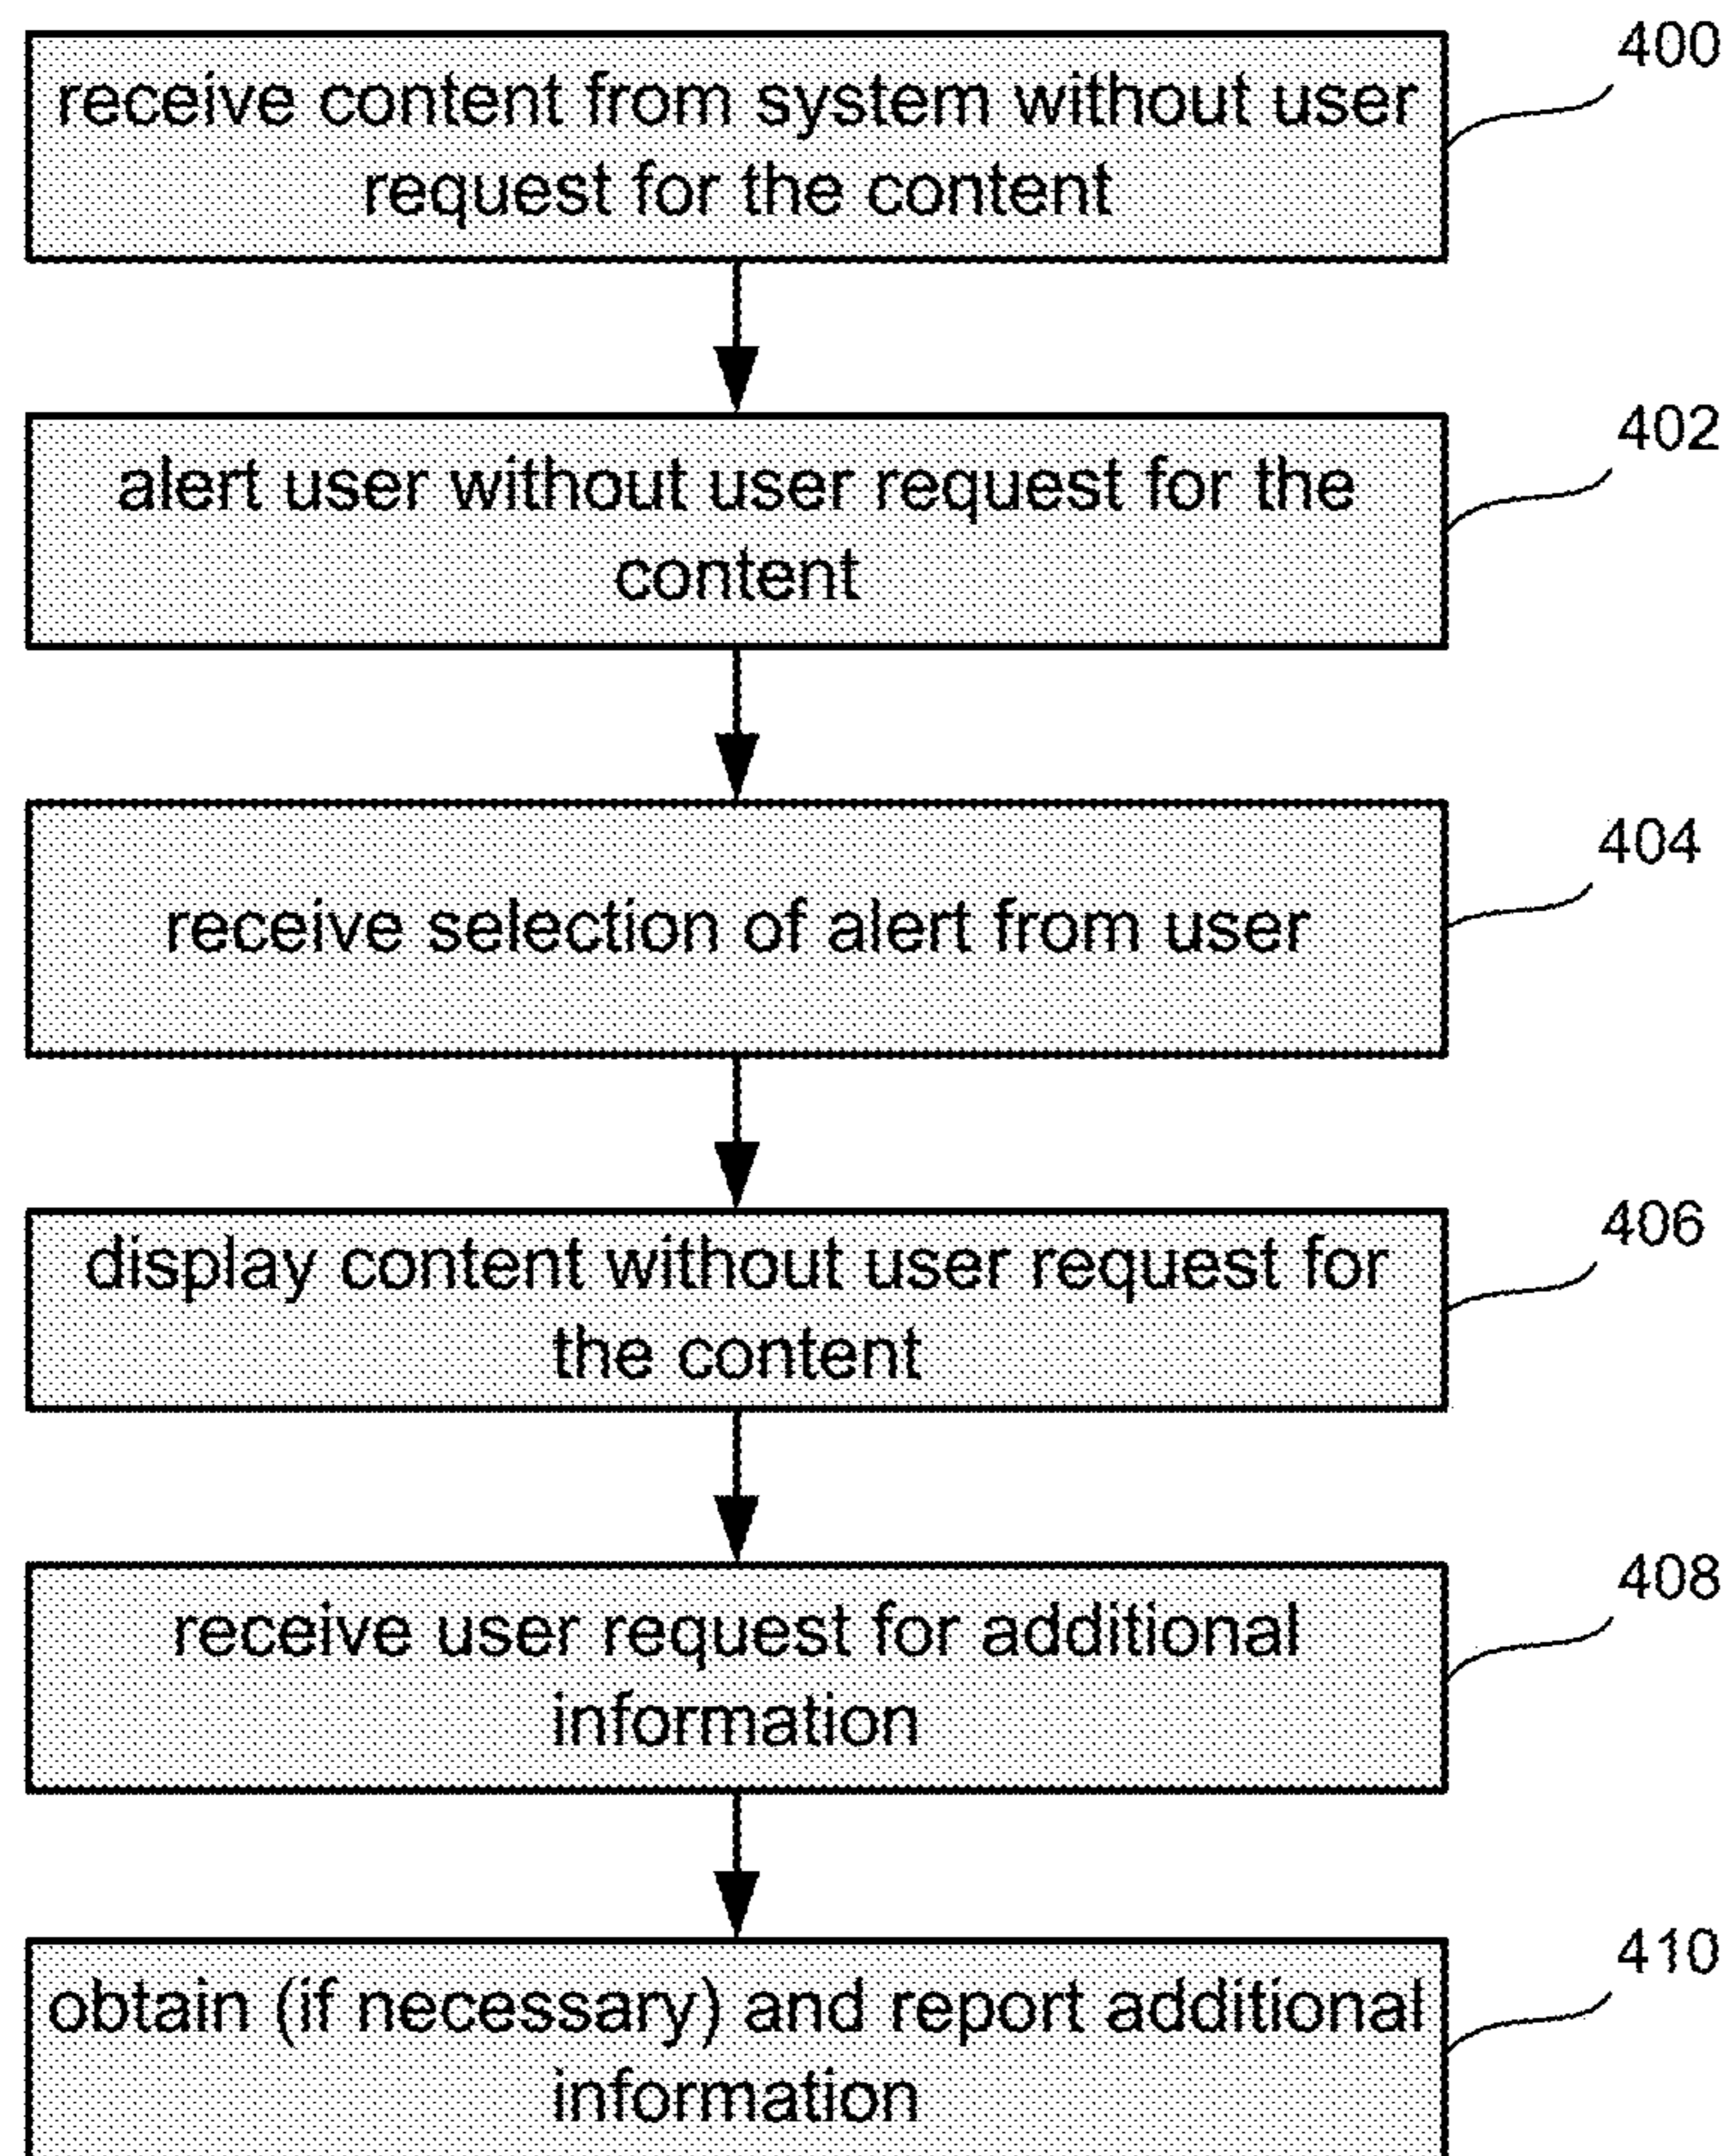 400
receive content from system without user
request for the content
402
alert user without user request for the
content
404
receive selection of alert from user
406
display content without user request for
the content
408
receive user request for additional
information
410
obtain (if necessary) and report additional
information